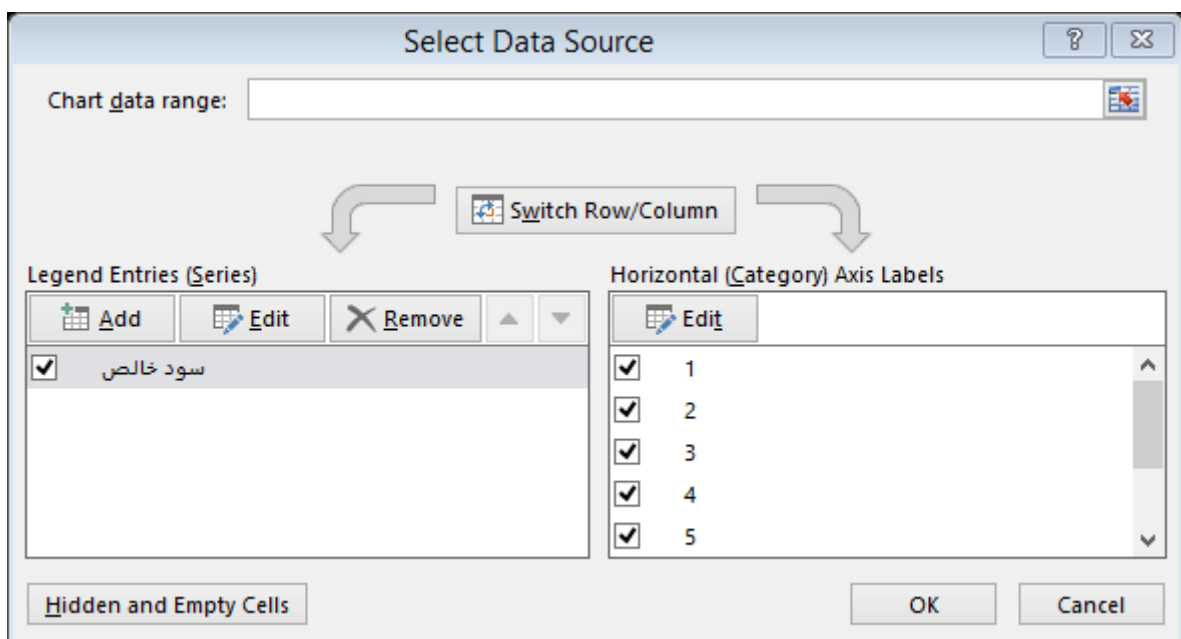 Select Data Source
Chart data range:
Switch Row/Column
Legend Entries (Series)
Horizontal (Category) Axis Labels
Add Edit Remove
Edit
سود خالص
1
2
3
4
5
Hidden and Empty Cells
OK Cancel